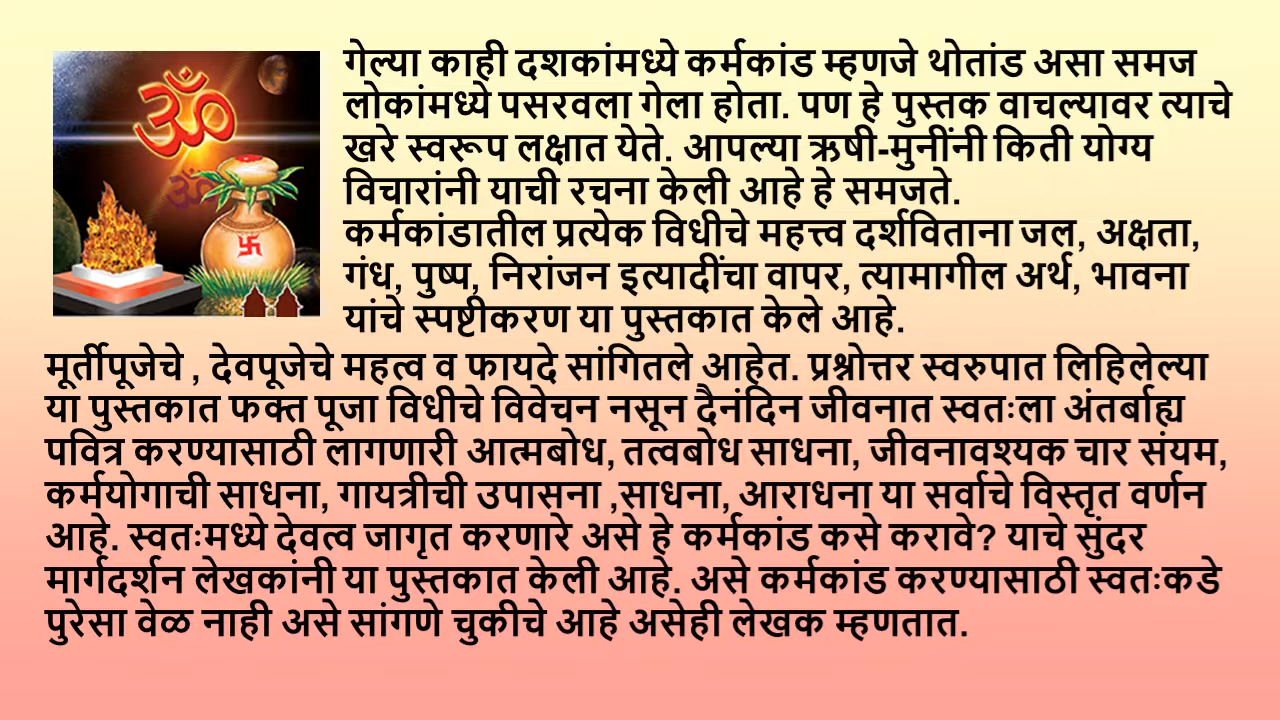 गेल्या काही दशकांमध्ये कर्मकांड म्हणजे थोतांड असा समज
लोकांमध्ये पसरवला गेला होता. पण हे पुस्तक वाचल्यावर त्याचे
खरे स्वरूप लक्षात येते. आपल्या ऋषी-मुनींनी किती योग्य
विचारांनी याची रचना केली आहे हे समजते.
कर्मकांडातील प्रत्येक विधीचे महत्त्व दर्शविताना जल, अक्षता,
गंध, पुष्प, निरांजन इत्यादींचा वापर, त्यामागील अर्थ, भावना
यांचे स्पष्टीकरण या पुस्तकात केले आहे.
मूर्तीपूजेचे , देवपूजेचे महत्व व फायदे सांगितले आहेत. प्रश्नोत्तर स्वरुपात लिहिलेल्या
या पुस्तकात फक्त पूजा विधीचे विवेचन नसून दैनंदिन जीवनात स्वतःला अंतर्बाह्य
पवित्र करण्यासाठी लागणारी आत्मबोध, तत्वबोध साधना, जीवनावश्यक चार संयम,
कर्मयोगाची साधना, गायत्रीची उपासना ,साधना, आराधना या सर्वाचे विस्तृत वर्णन
आहे. स्वतःमध्ये देवत्व जागृत करणारे असे हे कर्मकांड कसे करावे? याचे सुंदर
मार्गदर्शन लेखकांनी या पुस्तकात केली आहे. असे कर्मकांड करण्यासाठी स्वतःकडे
पुरेसा वेळ नाही असे सांगणे चुकीचे आहे असेही लेखक म्हणतात.
ॐ
ॐ